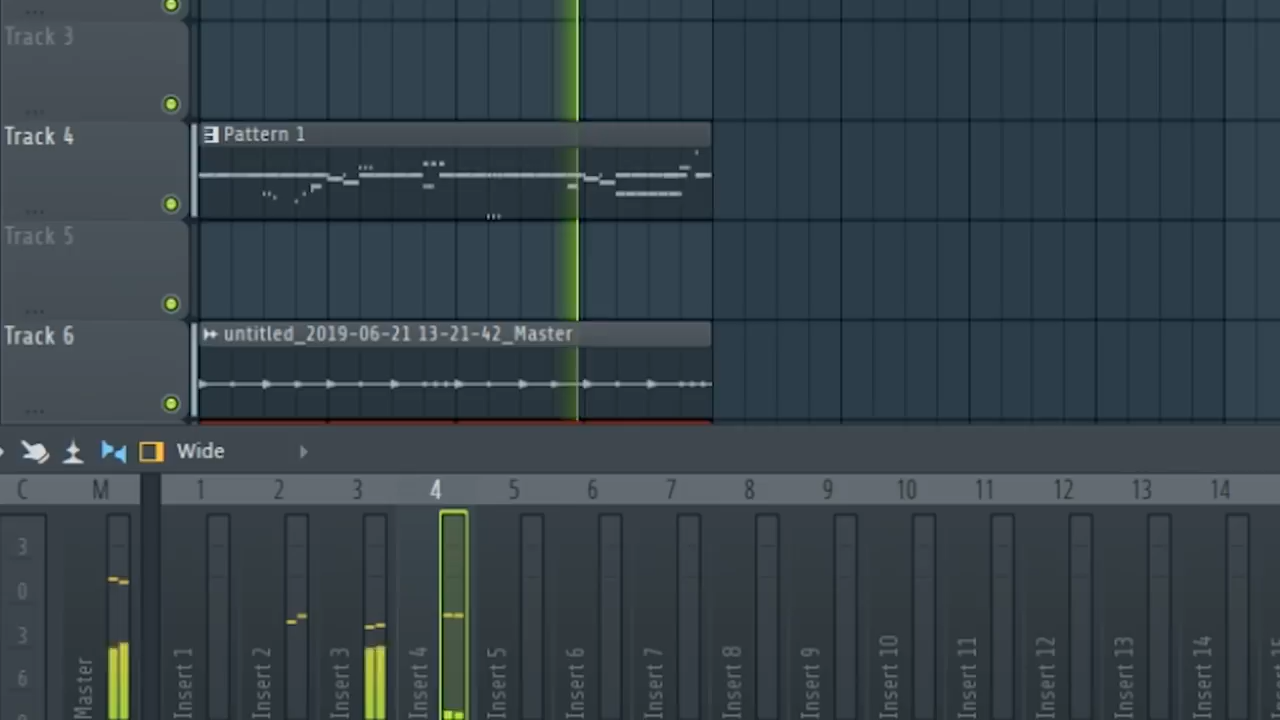 Track 3
Track 4
Pattern 1
Track 5
Track 6
untitled_2019-06-21 13-21-42_Master
Wide
C M 1 2 3 4 5 6 7 8 9 10 11 12 13 14
3
0
3
6
Master
Insert 1
Insert 2
Insert 3
Insert 4
Insert 5
Insert 6
Insert 7
Insert 8
Insert 9
Insert 10
Insert 11
Insert 12
Insert 13
Insert 14